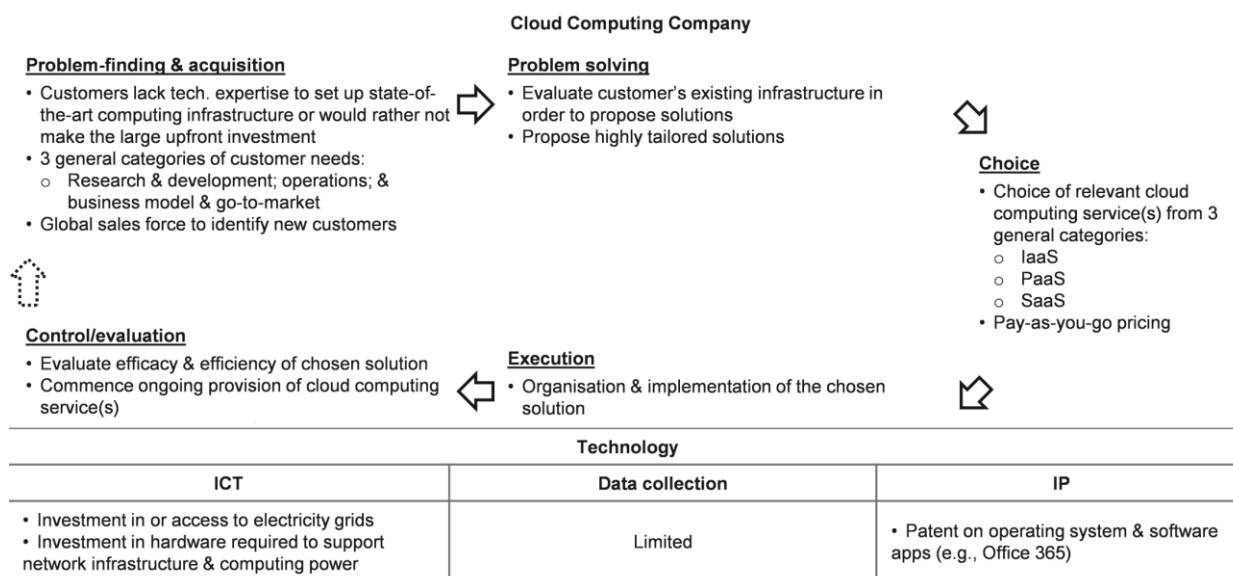 Cloud Computing Company
Problem-finding & acquisition
• Customers lack tech. expertise to set up state-of-
the-art computing infrastructure or would rather not
make the large upfront investment
• 3 general categories of customer needs:
o Research & development; operations; &
business model & go-to-market
• Global sales force to identify new customers
Problem solving
• Evaluate customer's existing infrastructure in
order to propose solutions
• Propose highly tailored solutions
Choice
• Choice of relevant cloud
computing service(s) from 3
general categories:
o IaaS
o PaaS
o SaaS
• Pay-as-you-go pricing
Execution
• Organisation & implementation of the chosen
solution
Control/evaluation
• Evaluate efficacy & efficiency of chosen solution
• Commence ongoing provision of cloud computing
service(s)
Technology
ICT
Data collection
IP
• Investment in or access to electricity grids
• Investment in hardware required to support
network infrastructure & computing power
Limited
• Patent on operating system & software
apps (e.g., Office 365)